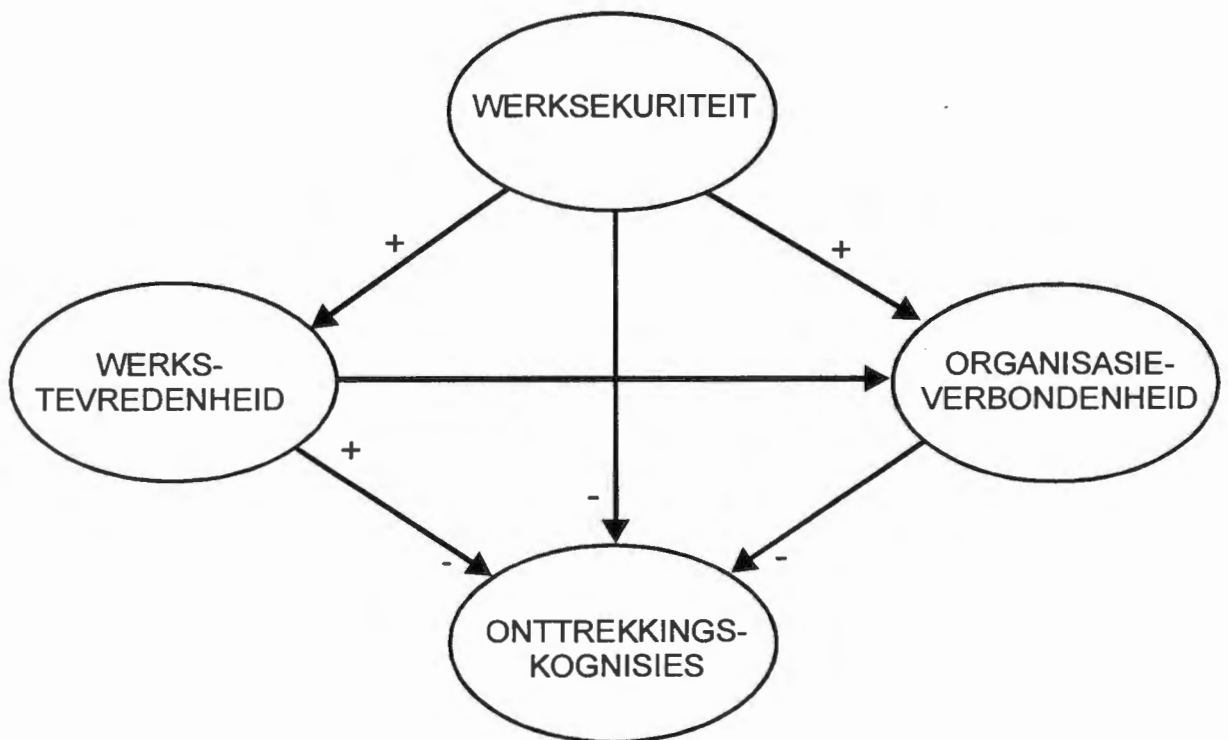 WERKSEKURITEIT
+
+
WERKS-
TEVREDENHEID
ORGANISASIE-
VERBONDENHEID
+
-
-
-
ONTTREKKINGS-
KOGNISIES